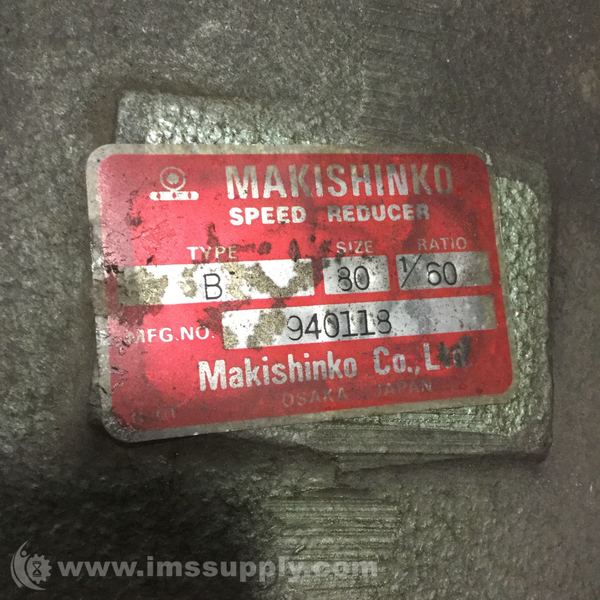 MAKISHINKO
SPEED REDUCER
TYPE SIZE RATIO
B 80 1/60
MFG.NO. 940118
Makishinko Co., Ltd.
OSAKA JAPAN
www.imssupply.com